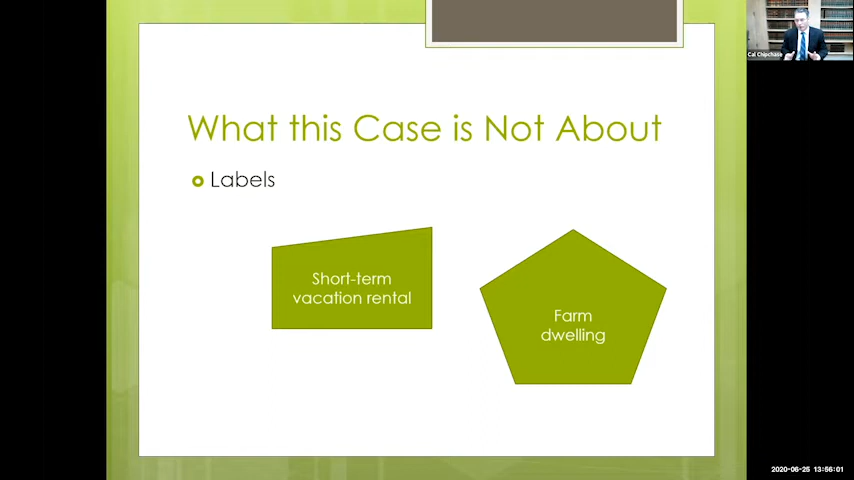 Cal Chipchase
What this Case is Not About
Labels
Short-term
vacation rental
Farm
dwelling
2020-06-25 13:56:01